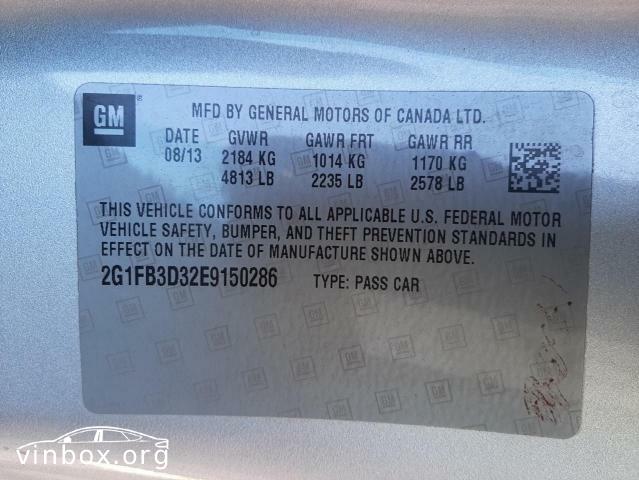 GM ®
MFD BY GENERAL MOTORS OF CANADA LTD.
DATE GVWR GAWR FRT GAWR RR
08/13 2184 KG 1014 KG 1170 KG
4813 LB 2235 LB 2578 LB
THIS VEHICLE CONFORMS TO ALL APPLICABLE U.S. FEDERAL MOTOR
VEHICLE SAFETY, BUMPER, AND THEFT PREVENTION STANDARDS IN
EFFECT ON THE DATE OF MANUFACTURE SHOWN ABOVE.
2G1FB3D32E9150286 TYPE: PASS CAR
vinbox.org